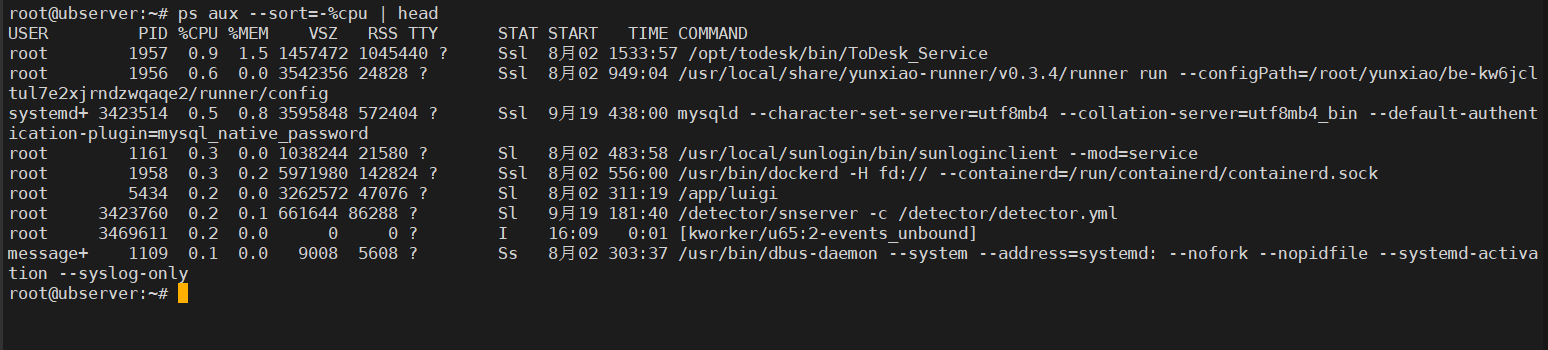 root@ubserver:~# ps aux --sort=-%cpu | head
USER         PID %CPU %MEM    VSZ   RSS TTY      STAT START   TIME COMMAND
root        1957  0.9  1.5 1457472 1045440 ?     Ssl  8月02 1533:57 /opt/todesk/bin/ToDesk_Service
root        1956  0.6  0.0 3542356 24828 ?       Ssl  8月02 949:04 /usr/local/share/yunxiao-runner/v0.3.4/runner run --configPath=/root/yunxiao/be-kw6jcl
tul7e2xjrndzwqaqe2/runner/config
systemd+ 3423514  0.5  0.8 3595848 572404 ?      Ssl  9月19 438:00 mysqld --character-set-server=utf8mb4 --collation-server=utf8mb4_bin --default-authent
ication-plugin=mysql_native_password
root        1161  0.3  0.0 1038244 21580 ?       Sl   8月02 483:58 /usr/local/sunlogin/bin/sunloginclient --mod=service
root        1958  0.3  0.2 5971980 142824 ?      Ssl  8月02 556:00 /usr/bin/dockerd -H fd:// --containerd=/run/containerd/containerd.sock
root        5434  0.2  0.0 3262572 47076 ?       Sl   8月02 311:19 /app/luigi
root     3423760  0.2  0.1 661644 86288 ?        Sl   9月19 181:40 /detector/snserver -c /detector/detector.yml
root     3469611  0.2  0.0      0     0 ?        I    16:09   0:01 [kworker/u65:2-events_unbound]
message+    1109  0.1  0.0   9008  5608 ?        Ss   8月02 303:37 /usr/bin/dbus-daemon --system --address=systemd: --nofork --nopidfile --systemd-activa
tion --syslog-only
root@ubserver:~#